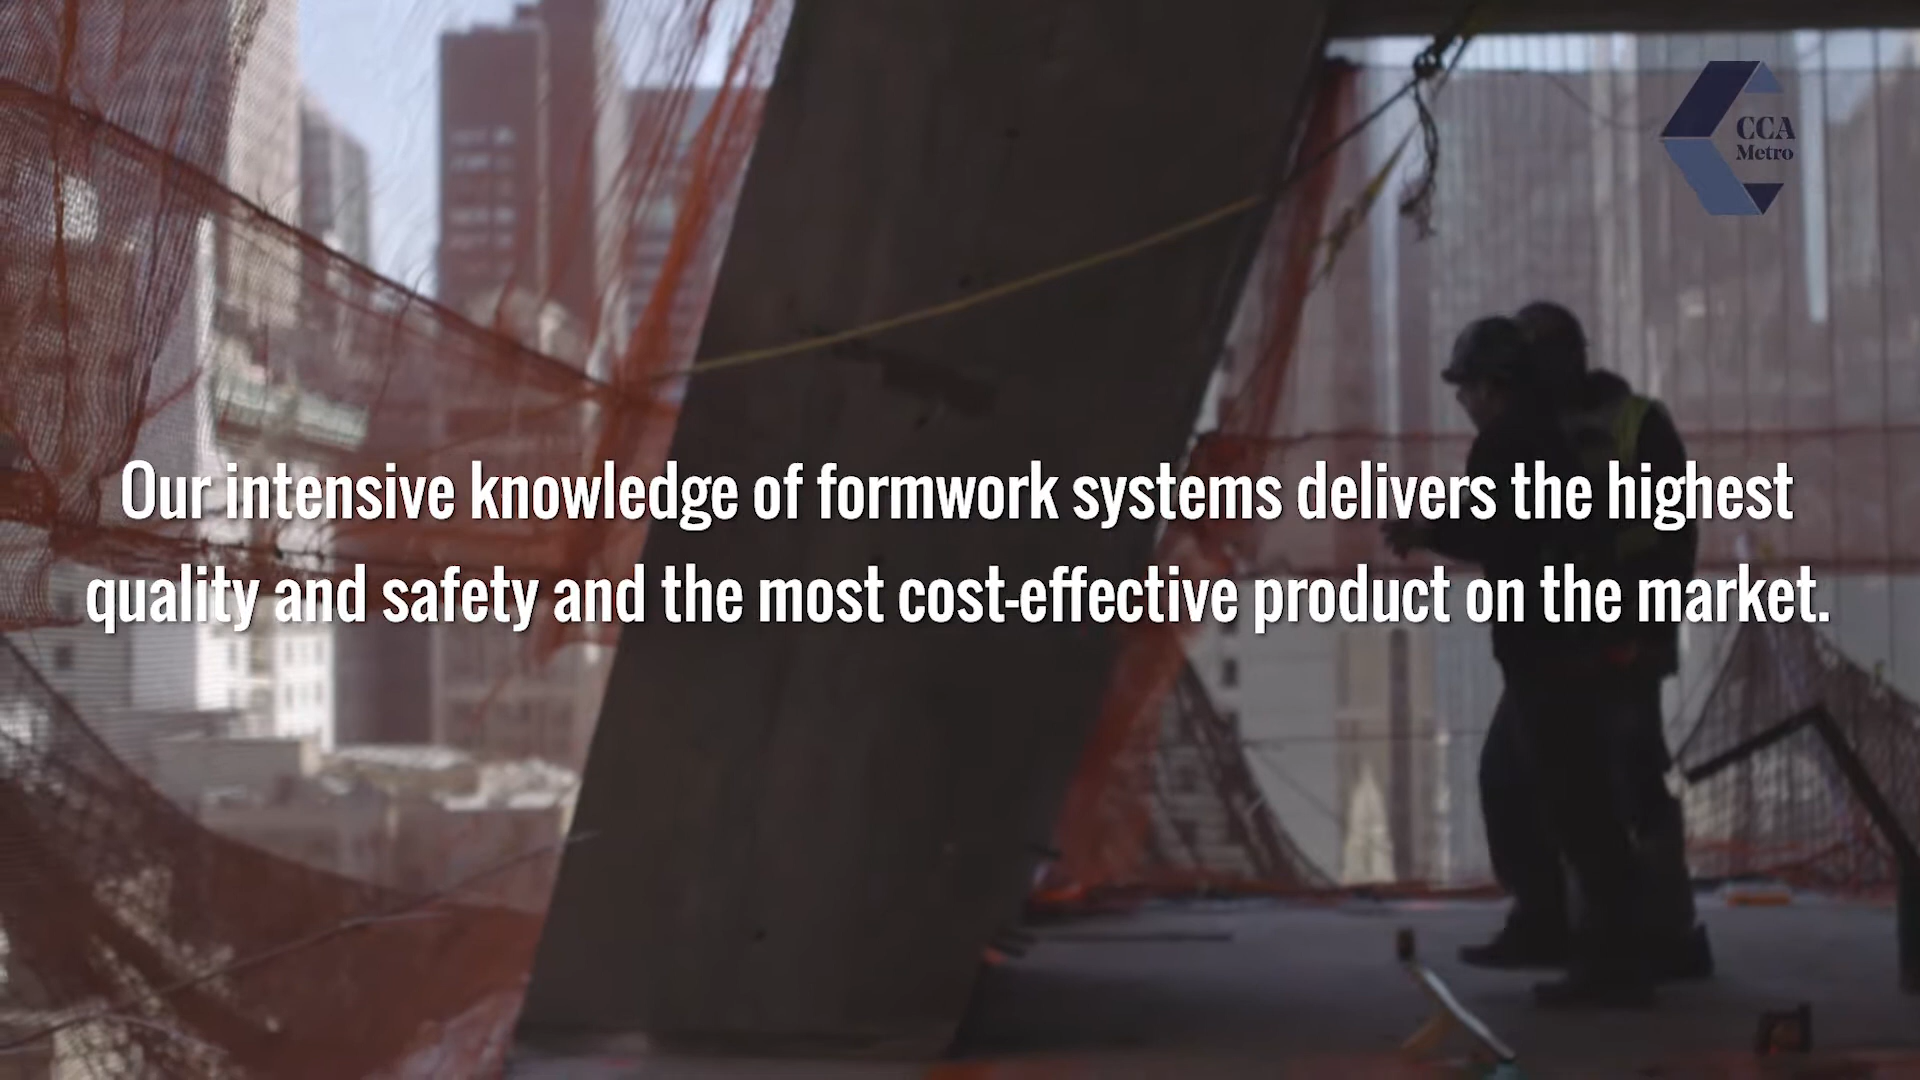 CCA
Metro
Our intensive knowledge of formwork systems delivers the highest
quality and safety and the most cost-effective product on the market.